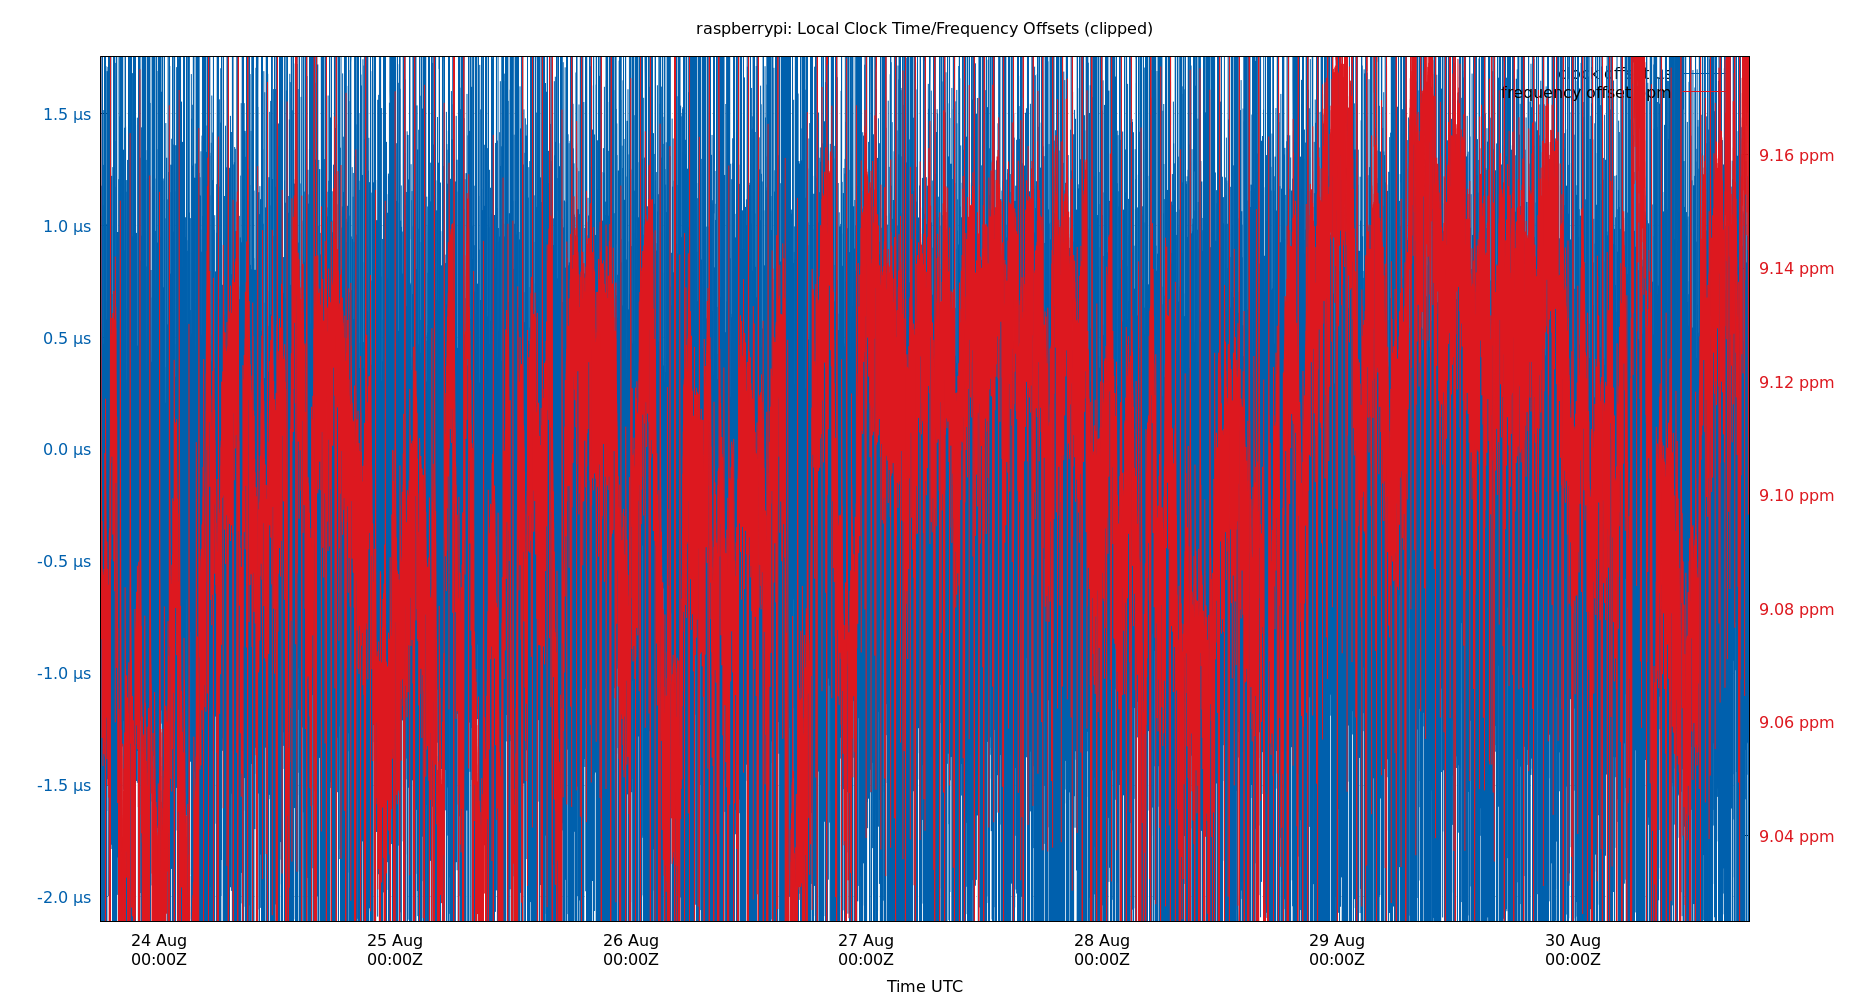 raspberrypi: Local Clock Time/Frequency Offsets (clipped)
clock offset µs
frequency offset ppm
1.5 µs
1.0 µs
0.5 µs
0.0 µs
-0.5 µs
-1.0 µs
-1.5 µs
-2.0 µs
9.16 ppm
9.14 ppm
9.12 ppm
9.10 ppm
9.08 ppm
9.06 ppm
9.04 ppm
24 Aug 25 Aug 26 Aug 27 Aug 28 Aug 29 Aug 30 Aug
00:00Z 00:00Z 00:00Z 00:00Z 00:00Z 00:00Z 00:00Z
Time UTC